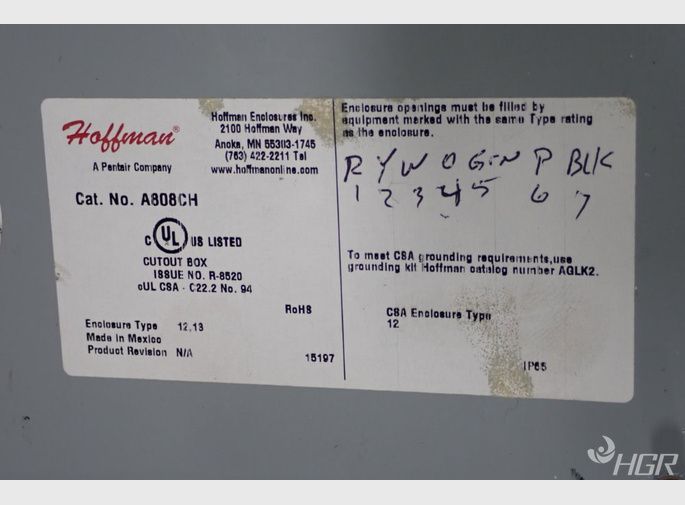 Hoffman®
A Pentair Company
Hoffman Enclosures Inc.
2100 Hoffman Way
Anoka, MN 55303-1745
(763) 422-2211 Tel
www.hoffmanonline.com
Cat. No. A808CH
C UL US LISTED
CUTOUT BOX
ISSUE NO. R-8520
cUL CSA - C22.2 No. 94
RoHS
Enclosure Type 12,13
Made in Mexico
Product Revision N/A
15197
Enclosure openings must be filled by
equipment marked with the same Type rating
as the enclosure.
R Y W O GEN P BLK
1 2 3 4 5 6 7
To meet CSA grounding requirements,use
grounding kit Hoffman catalog number AGLK2.
CSA Enclosure Type
12
IP65
HGR